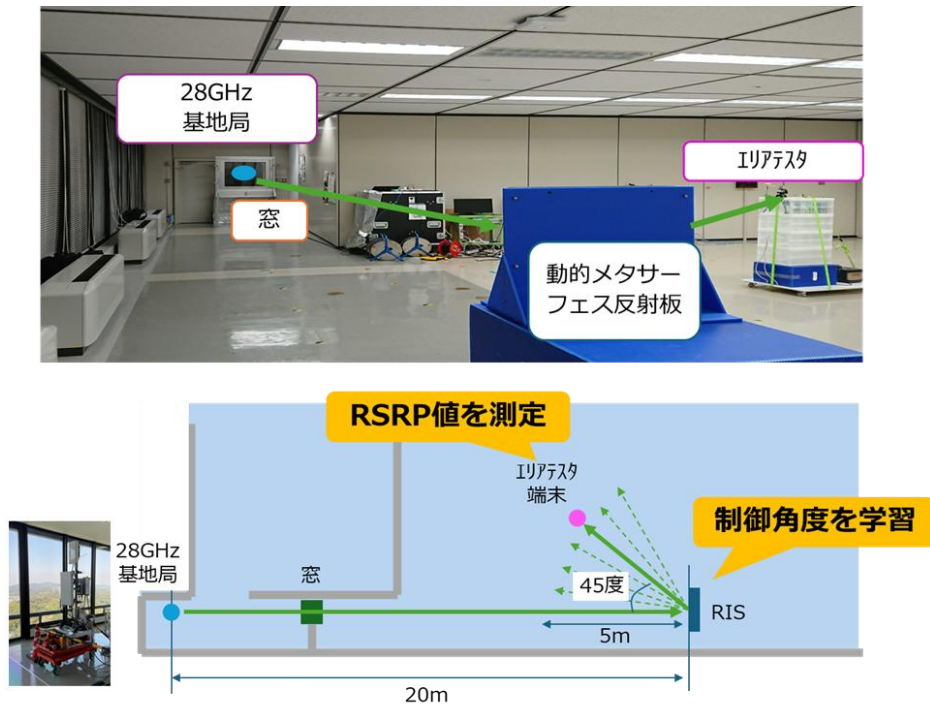 28GHz
基地局
ｴﾘｱﾃｽﾀ
窓
動的メタサー
フェス反射板
RSRP値を測定
ｴﾘｱﾃｽﾀ
端末
制御角度を学習
28GHz
基地局
窓
45度
RIS
5m
20m